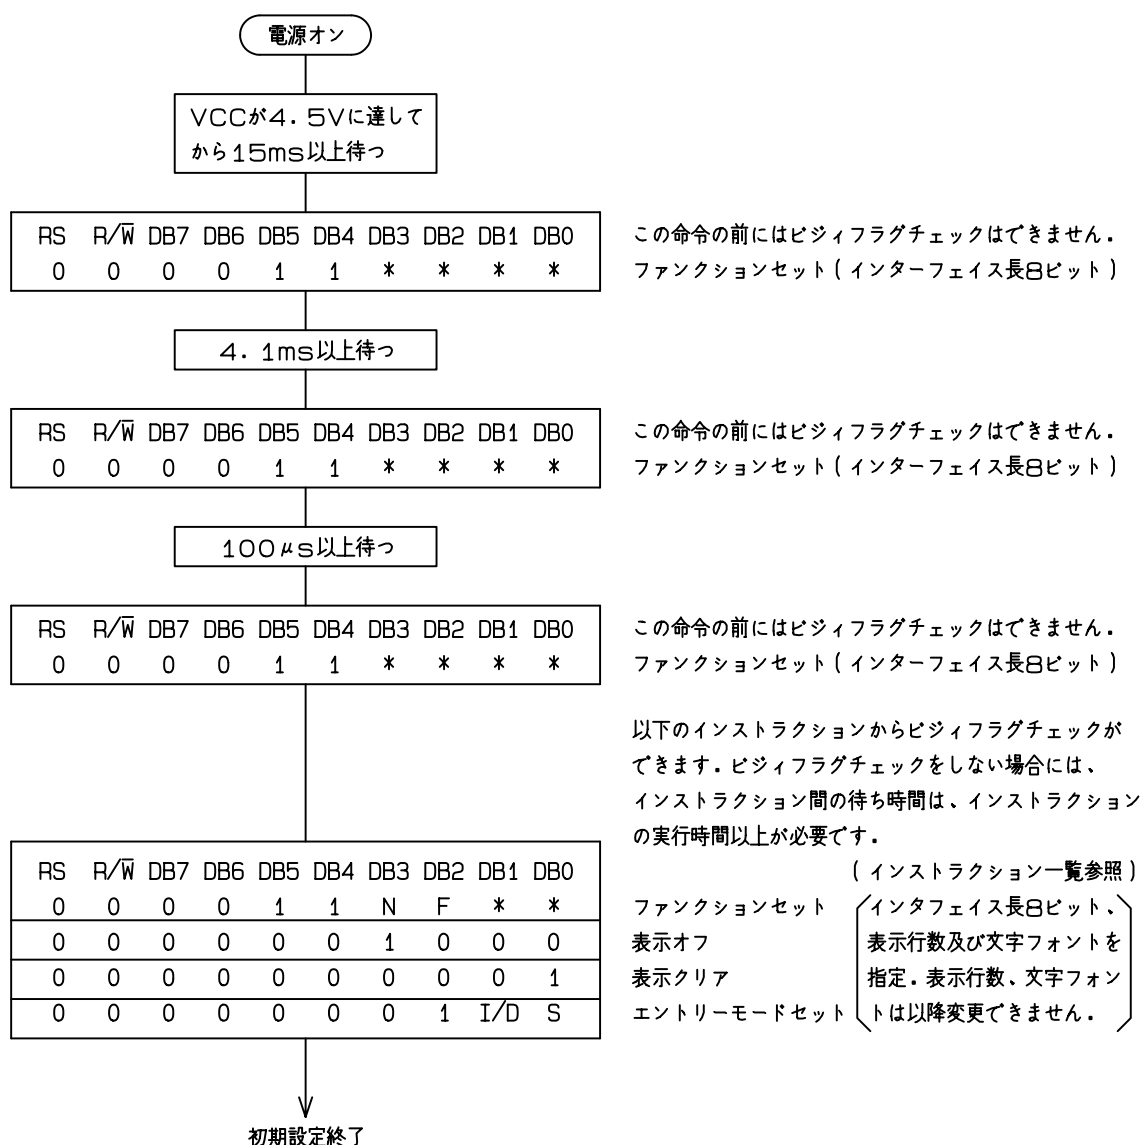 電源オン
VCCが4.5Vに達して
から15ms以上待つ
RS R/W̅ DB7 DB6 DB5 DB4 DB3 DB2 DB1 DB0
0 0 0 0 1 1 * * * *
この命令の前にはビジィフラグチェックはできません.
ファンクションセット(インターフェイス長8ビット)
4.1ms以上待つ
RS R/W̅ DB7 DB6 DB5 DB4 DB3 DB2 DB1 DB0
0 0 0 0 1 1 * * * *
この命令の前にはビジィフラグチェックはできません.
ファンクションセット(インターフェイス長8ビット)
100μs以上待つ
RS R/W̅ DB7 DB6 DB5 DB4 DB3 DB2 DB1 DB0
0 0 0 0 1 1 * * * *
この命令の前にはビジィフラグチェックはできません.
ファンクションセット(インターフェイス長8ビット)
以下のインストラクションからビジィフラグチェックが
できます.ビジィフラグチェックをしない場合には、
インストラクション間の待ち時間は、インストラクション
の実行時間以上が必要です.
(インストラクション一覧参照)
RS R/W̅ DB7 DB6 DB5 DB4 DB3 DB2 DB1 DB0
0 0 0 0 1 1 N F * *
0 0 0 0 0 0 1 0 0 0
0 0 0 0 0 0 0 0 0 1
0 0 0 0 0 0 0 1 I/D S
ファンクションセット
表示オフ
表示クリア
エントリーモードセット
インタフェイス長8ビット、
表示行数及び文字フォントを
指定.表示行数、文字フォン
トは以降変更できません.
初期設定終了